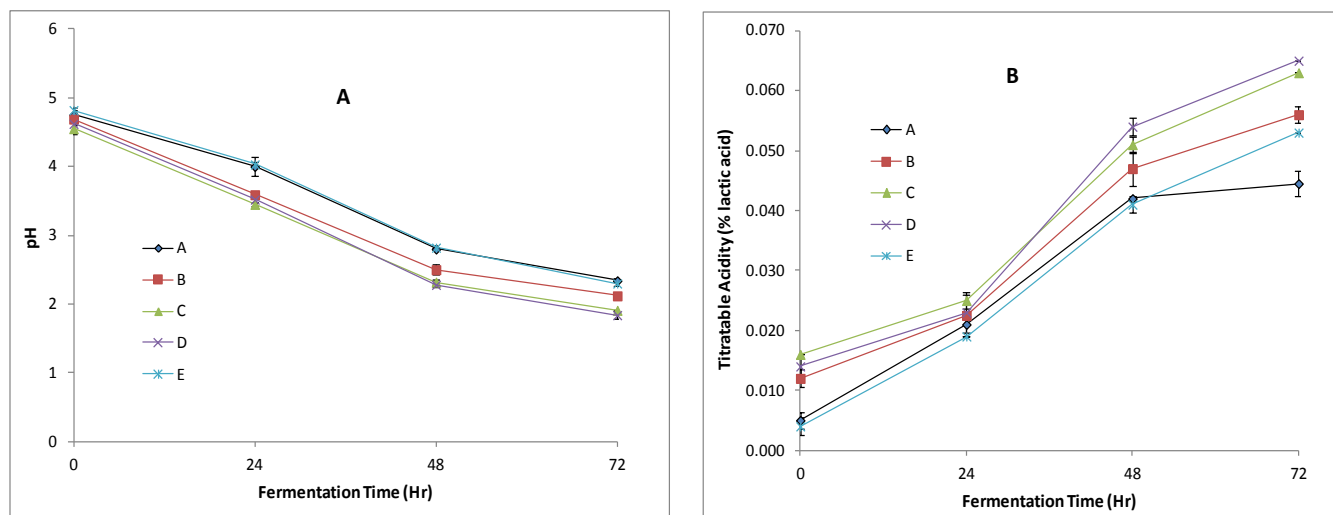 6
5
4
3
2
1
0
pH
A
A
B
C
D
E
0 24 48 72
Fermentation Time (Hr)
0.070
0.060
0.050
0.040
0.030
0.020
0.010
0.000
Titratable Acidity (% lactic acid)
B
A
B
C
D
E
0 24 48 72
Fermentation Time (Hr)